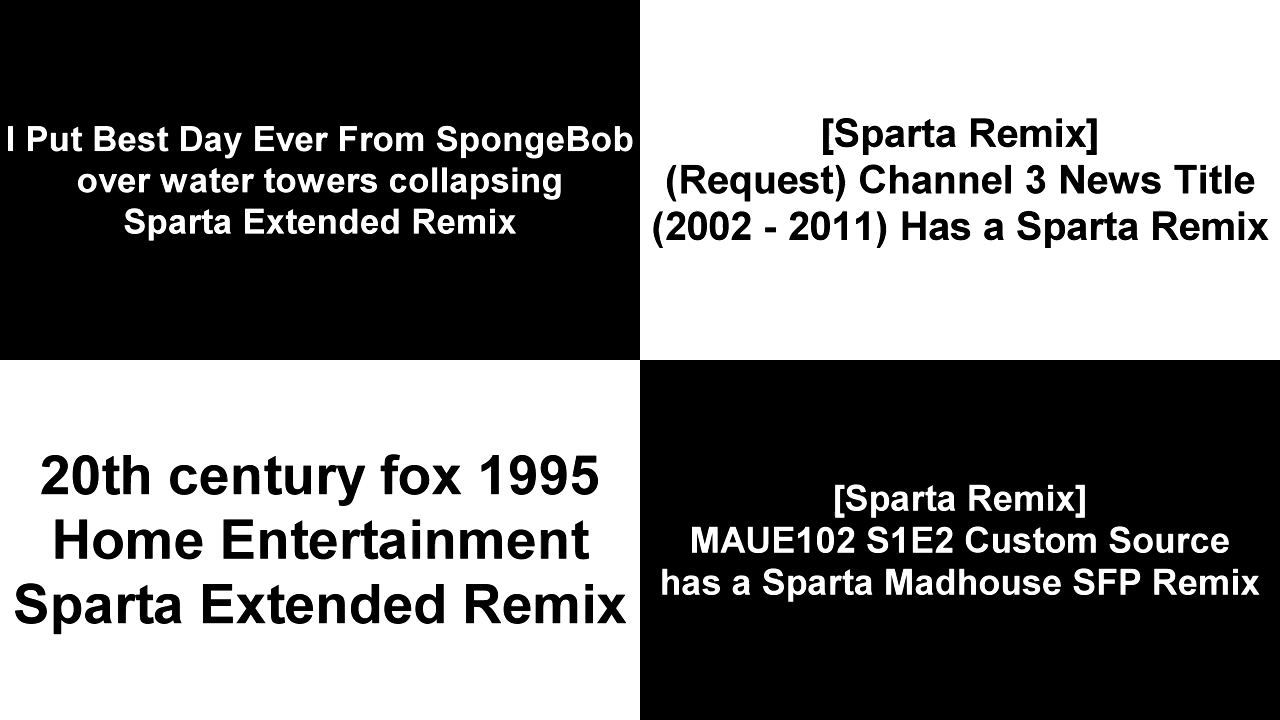 I Put Best Day Ever From SpongeBob
over water towers collapsing
Sparta Extended Remix
[Sparta Remix]
(Request) Channel 3 News Title
(2002 - 2011) Has a Sparta Remix
20th century fox 1995
Home Entertainment
Sparta Extended Remix
[Sparta Remix]
MAUE102 S1E2 Custom Source
has a Sparta Madhouse SFP Remix